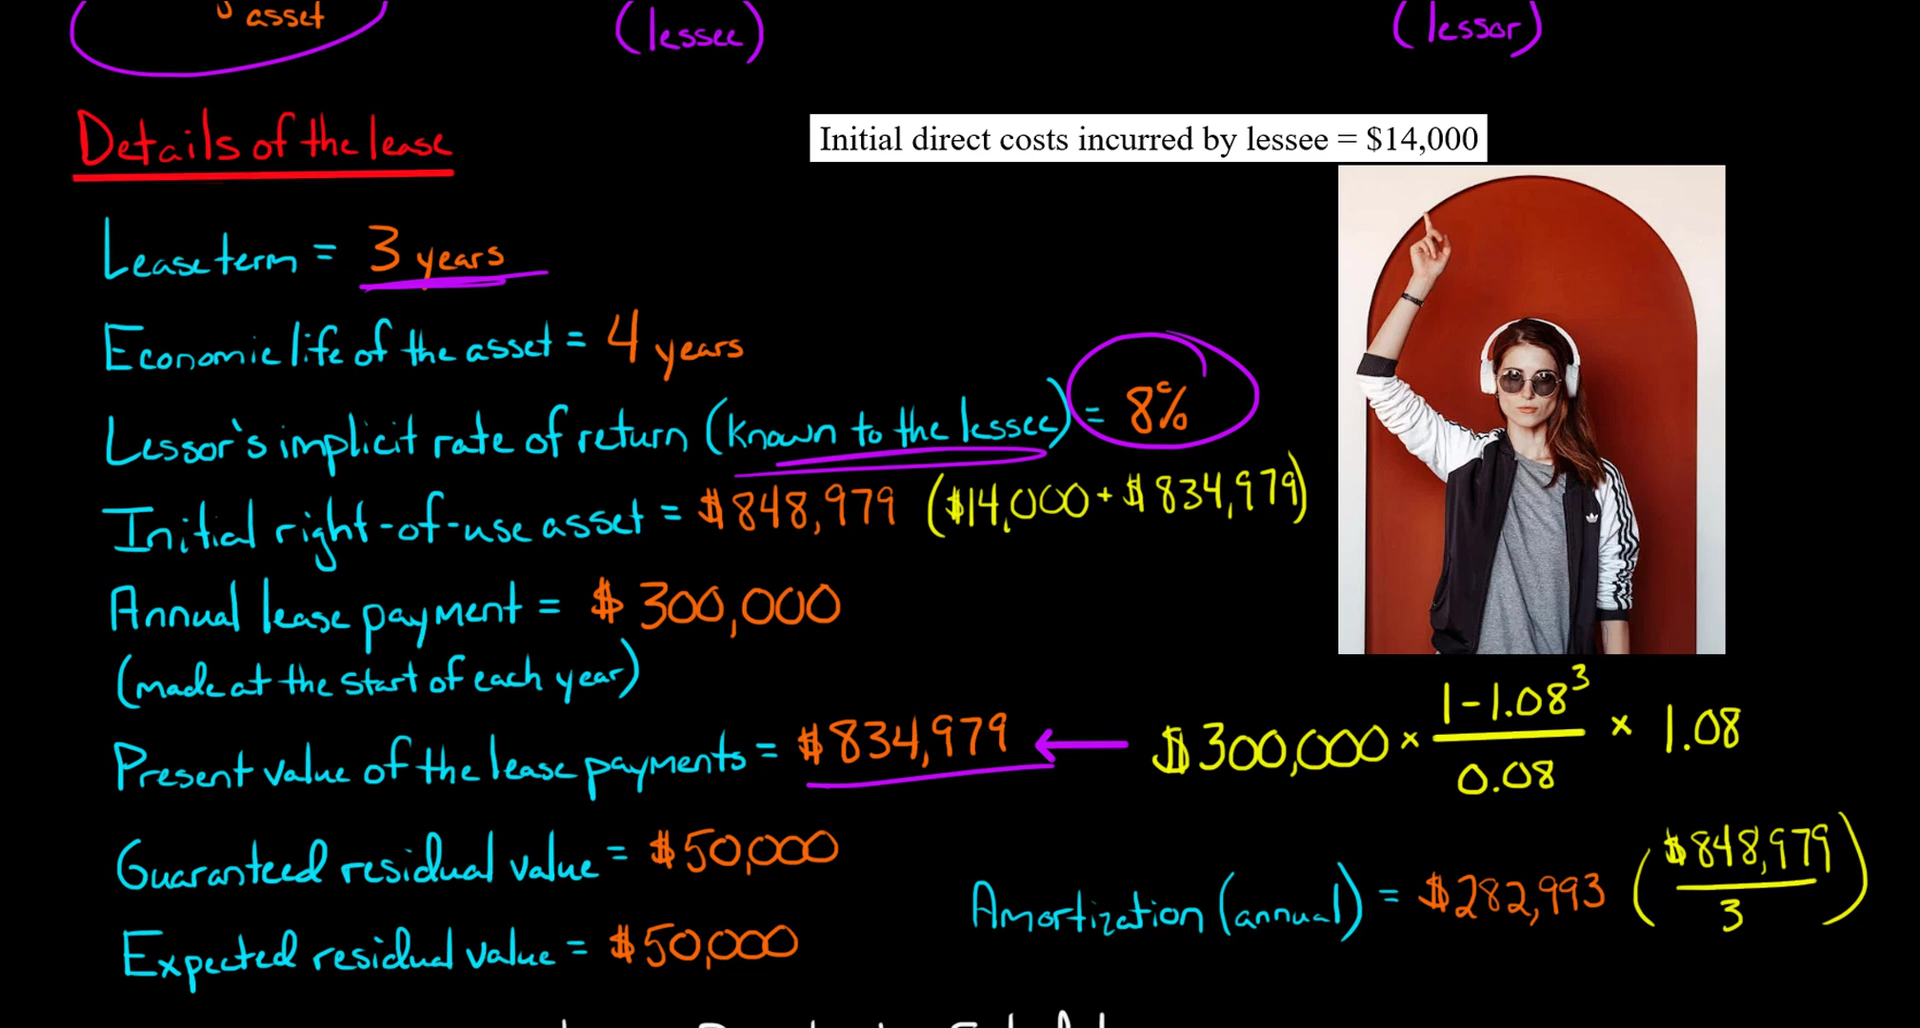 asset
(lessee)
(lessor)
Details of the lease
Initial direct costs incurred by lessee = $14,000
Lease term = 3 years
Economic life of the asset = 4 years
Lessor's implicit rate of return (known to the lessee) = 8%
Initial right-of-use asset = $848,979 ($14,000 + $834,979)
Annual lease payment = $300,000
(made at the start of each year)
Present value of the lease payments = $834,979 ← $300,000 × (1 - 1.08³) / 0.08 × 1.08
Guaranteed residual value = $50,000
Amortization (annual) = $282,993 ($848,979 / 3)
Expected residual value = $50,000